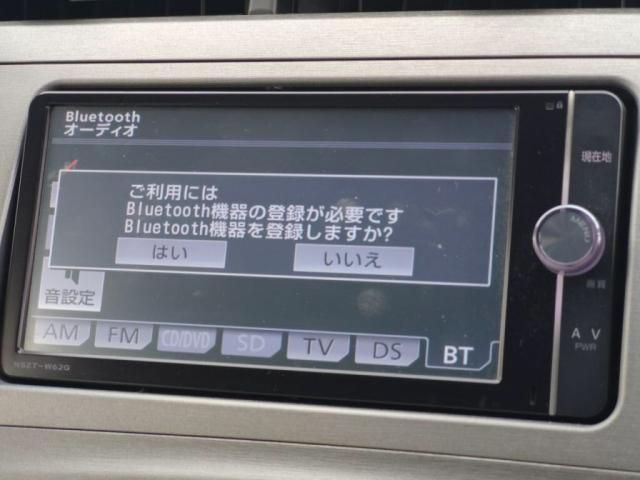 Bluetooth
オーディオ
ご利用には
Bluetooth機器の登録が必要です
Bluetooth機器を登録しますか?
はい
いいえ
音設定
AM
FM
CD/DVD
SD
TV
DS
BT
NSZT-W62G
現在地
MENU
画質
A V
PWR